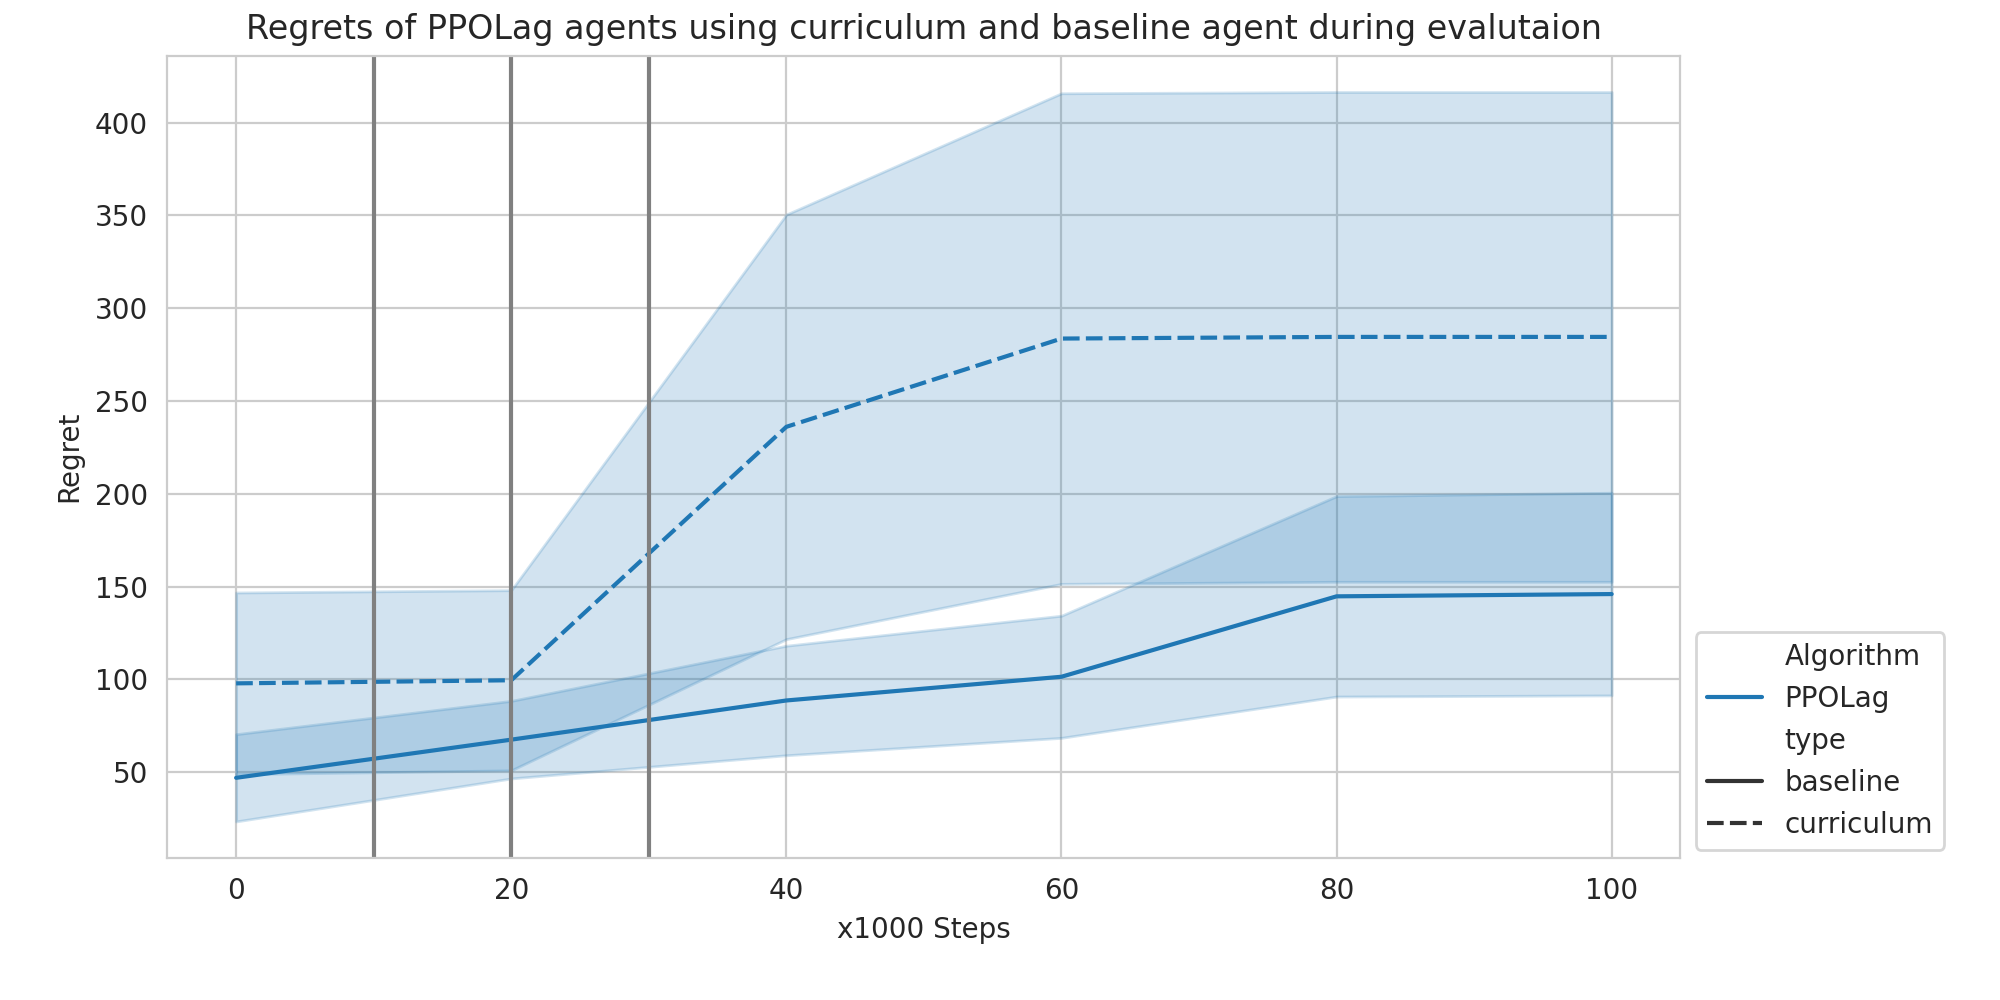 Regrets of PPOLag agents using curriculum and baseline agent during evalutaion
400
350
300
250
200
150
100
50
Regret
0 20 40 60 80 100
x1000 Steps
Algorithm
PPOLag
type
baseline
curriculum